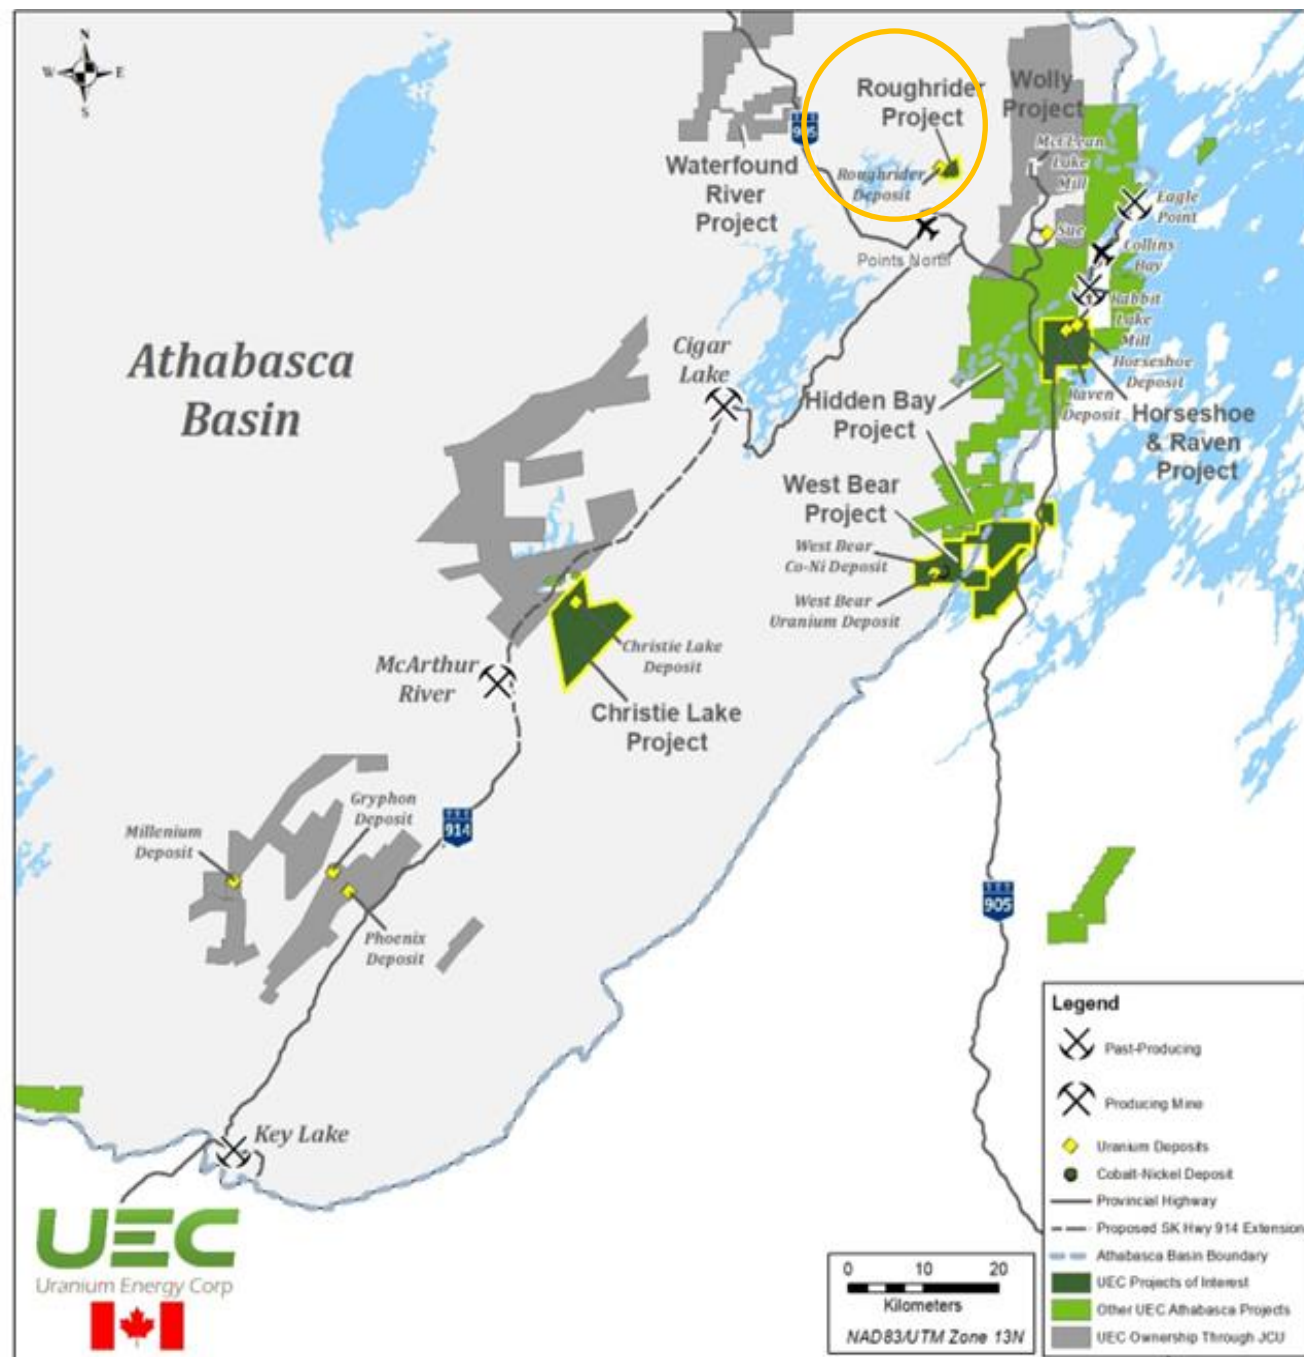 N
W
E
S
Roughrider
Project
Wolly
Project
905
McClean
Lake
Mill
Waterfound
River
Project
Roughrider
Deposit
Eagle
Point
Sue
Collins
Bay
Points North
Rabbit
Lake
Mill
Athabasca
Basin
Cigar
Lake
Horseshoe
Deposit
Raven
Deposit
Hidden Bay
Project
Horseshoe
& Raven
Project
West Bear
Project
West Bear
Co-Ni Deposit
West Bear
Uranium Deposit
Christie Lake
Deposit
McArthur
River
Christie Lake
Project
Gryphon
Deposit
914
Millenium
Deposit
905
Phoenix
Deposit
Key Lake
UEC
Uranium Energy Corp
Legend
Past-Producing
Producing Mine
Uranium Deposits
Cobalt-Nickel Deposit
Provincial Highway
Proposed SK Hwy 914 Extension
Athabasca Basin Boundary
UEC Projects of Interest
Other UEC Athabasca Projects
UEC Ownership Through JCU
0 10 20
Kilometers
NAD83/UTM Zone 13N